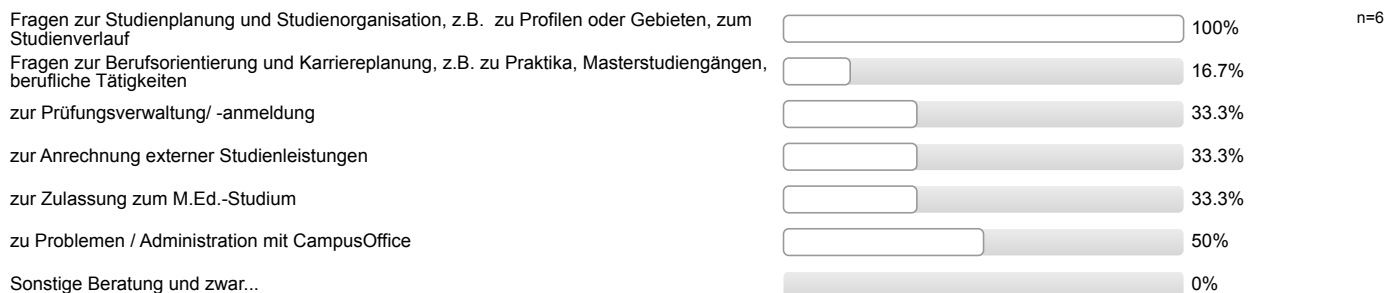 Fragen zur Studienplanung und Studienorganisation, z.B. zu Profilen oder Gebieten, zum
Studienverlauf
100%
n=6
Fragen zur Berufsorientierung und Karriereplanung, z.B. zu Praktika, Masterstudiengängen,
berufliche Tätigkeiten
16.7%
zur Prüfungsverwaltung/ -anmeldung
33.3%
zur Anrechnung externer Studienleistungen
33.3%
zur Zulassung zum M.Ed.-Studium
33.3%
zu Problemen / Administration mit CampusOffice
50%
Sonstige Beratung und zwar...
0%